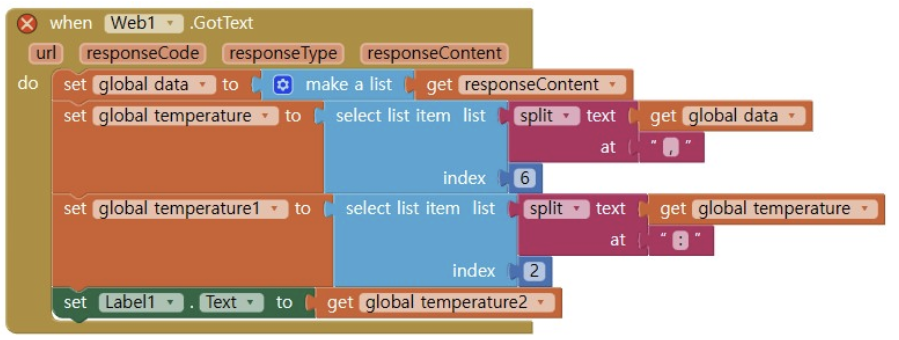 when Web1 .GotText
url responseCode responseType responseContent
do set global data to make a list get responseContent
set global temperature to select list item list split text get global data
at " , "
index 6
set global temperature1 to select list item list split text get global temperature
at " : "
index 2
set Label1 . Text to get global temperature2